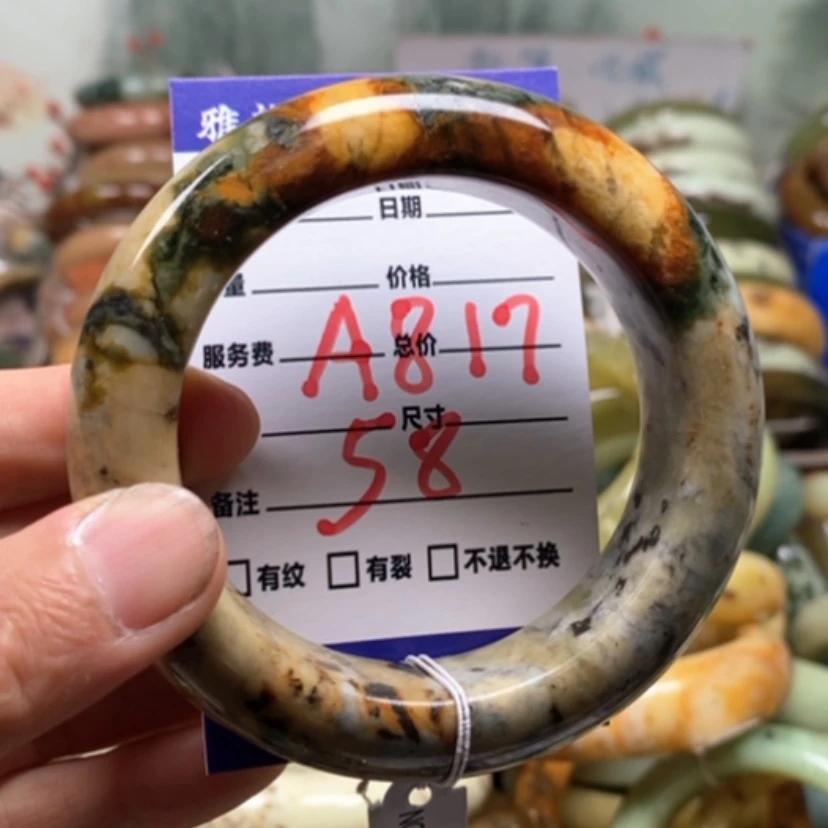 雅
日期
量 价格
服务费 总价
A817
尺寸
58
备注
有纹 有裂 不退不换